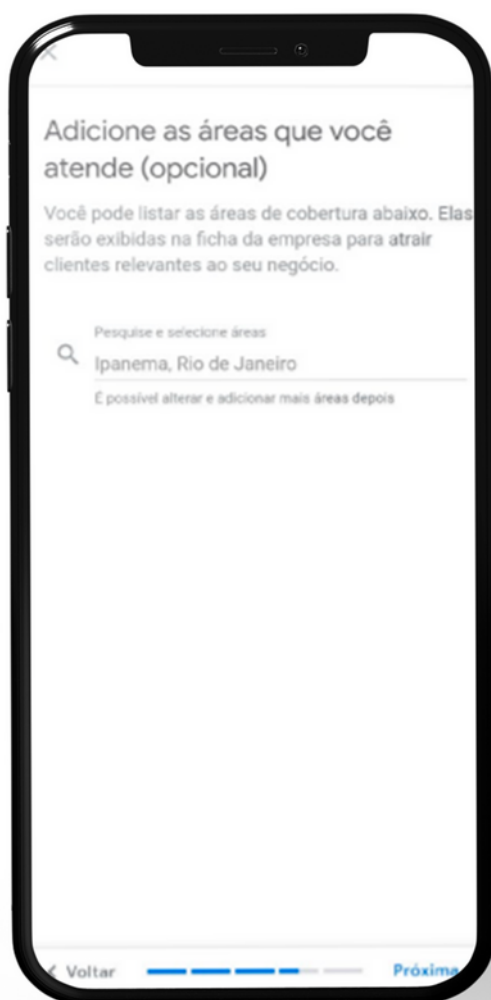 Adicione as áreas que você
atende (opcional)
Você pode listar as áreas de cobertura abaixo. Elas
serão exibidas na ficha da empresa para atrair
clientes relevantes ao seu negócio.
Pesquise e selecione áreas
Ipanema, Rio de Janeiro
É possível alterar e adicionar mais áreas depois
Voltar Próxima